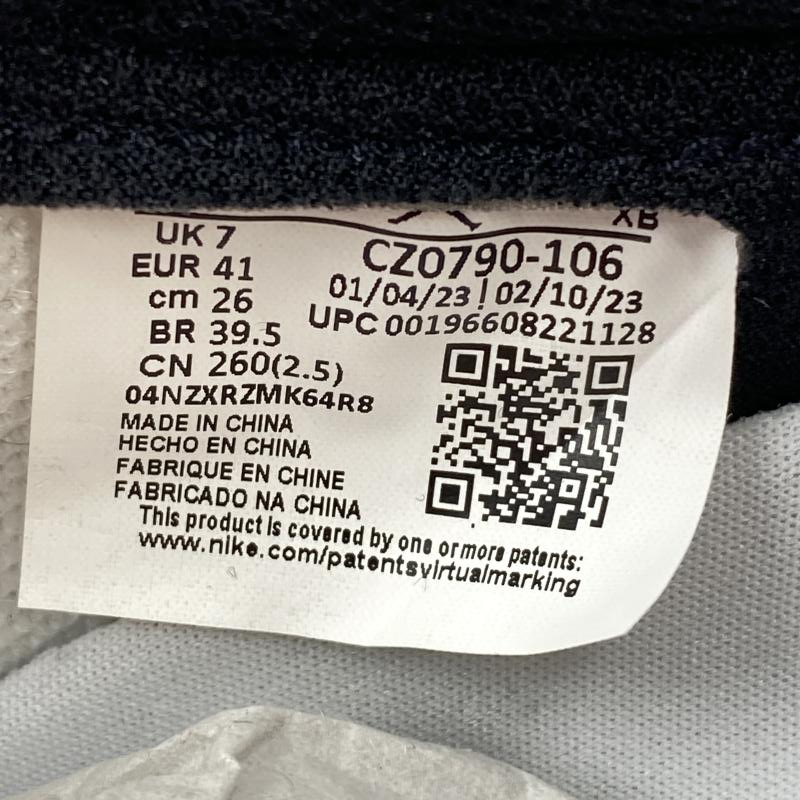 XB
UK 7
EUR 41
cm 26
BR 39.5
CN 260(2.5)
04NZXRZMK64R8
MADE IN CHINA
HECHO EN CHINA
FABRIQUE EN CHINE
FABRICADO NA CHINA
CZ0790-106
01/04/23 ! 02/10/23
UPC 00196608221128
This product is covered by one or more patents:
www.nike.com/patentsvirtualmarking